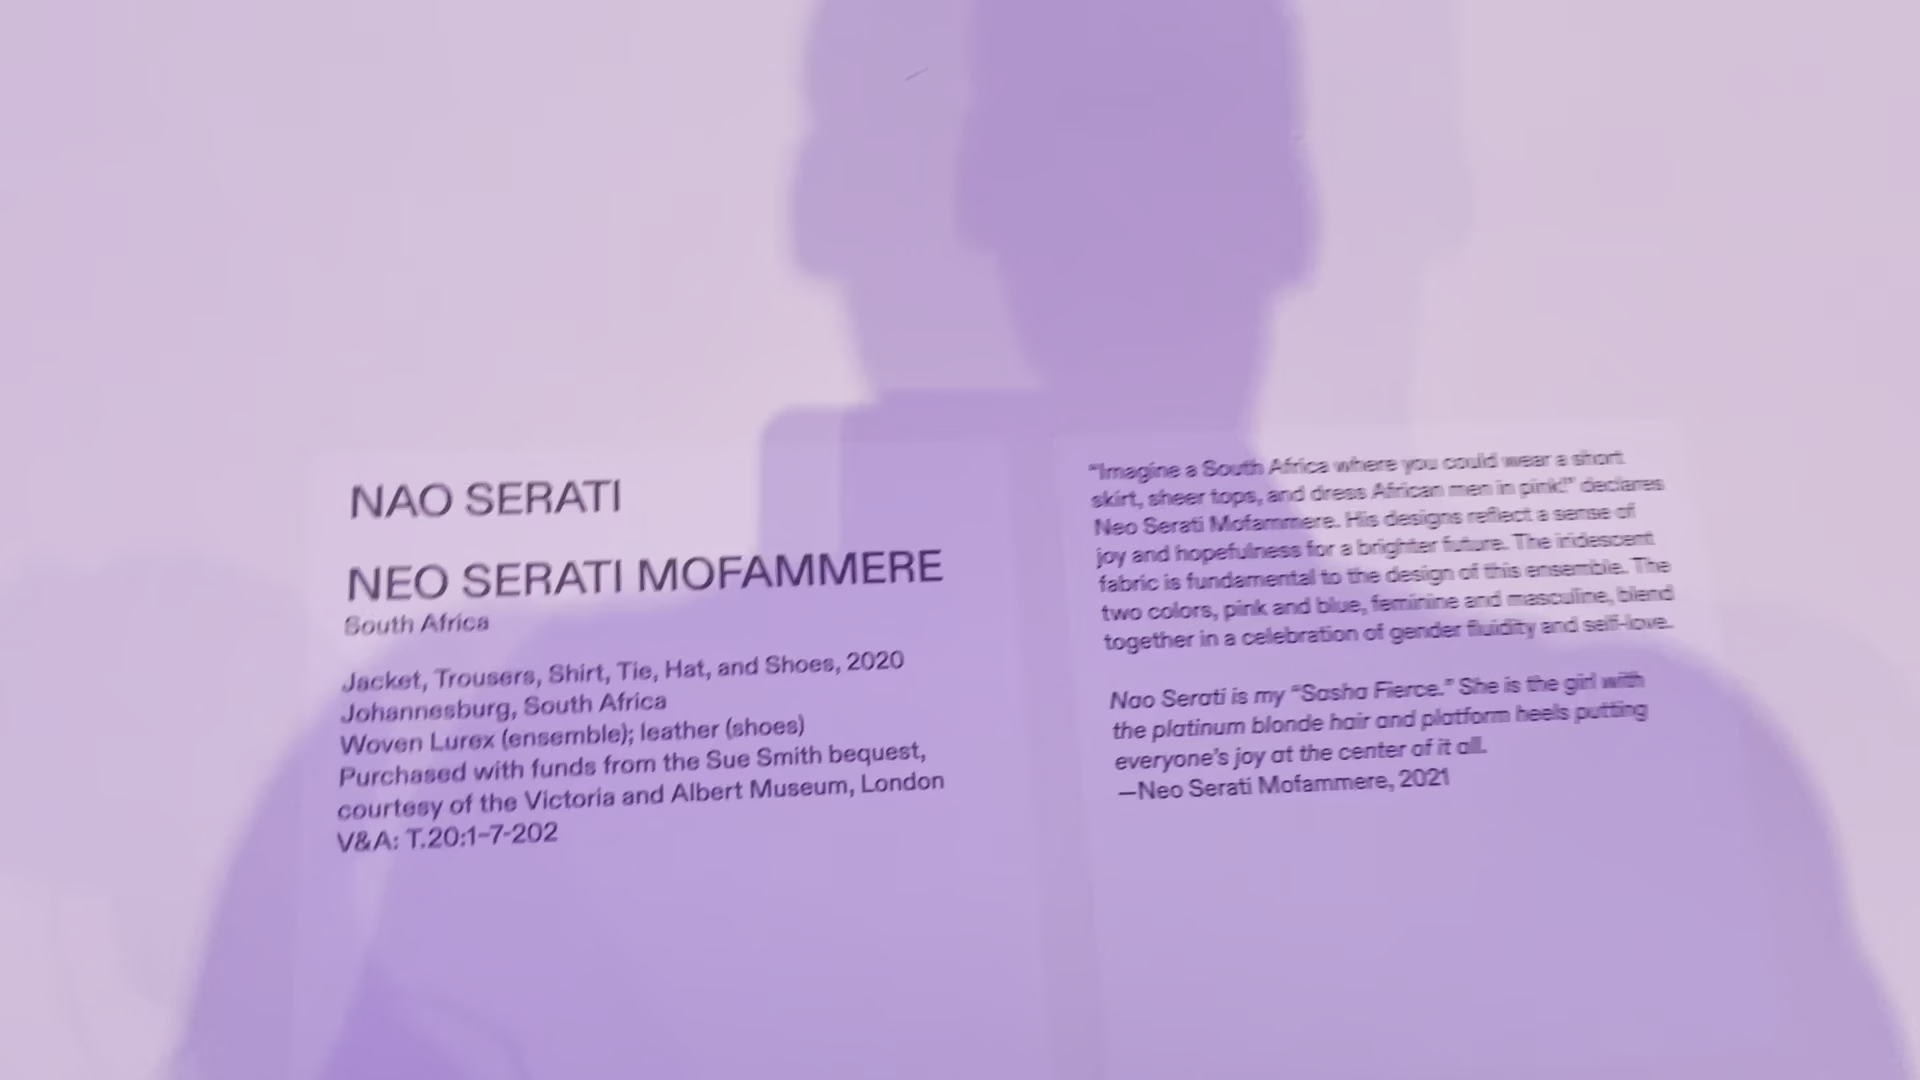 NAO SERATI
NEO SERATI MOFAMMERE
South Africa
Jacket, Trousers, Shirt, Tie, Hat, and Shoes, 2020
Johannesburg, South Africa
Woven Lurex (ensemble); leather (shoes)
Purchased with funds from the Sue Smith bequest,
courtesy of the Victoria and Albert Museum, London
V&A: T.20:1–7-202
“Imagine a South Africa where you could wear a short
skirt, sheer tops, and dress African men in pink!” declares
Neo Serati Mofammere. His designs reflect a sense of
joy and hopefulness for a brighter future. The iridescent
fabric is fundamental to the design of this ensemble. The
two colors, pink and blue, feminine and masculine, blend
together in a celebration of gender fluidity and self-love.
Nao Serati is my “Sasha Fierce.” She is the girl with
the platinum blonde hair and platform heels putting
everyone’s joy at the center of it all.
—Neo Serati Mofammere, 2021